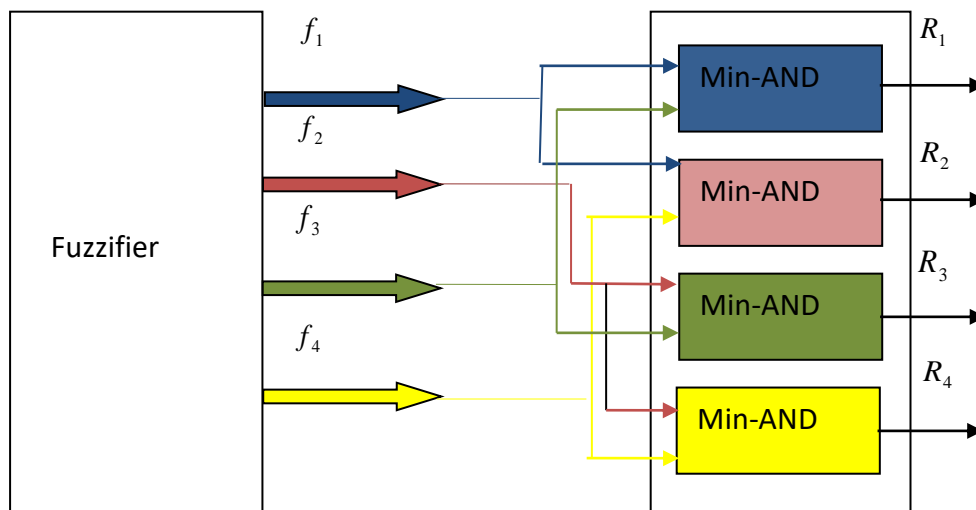 f₁
f₂
f₃
f₄
Fuzzifier
Min-AND
Min-AND
Min-AND
Min-AND
R₁
R₂
R₃
R₄